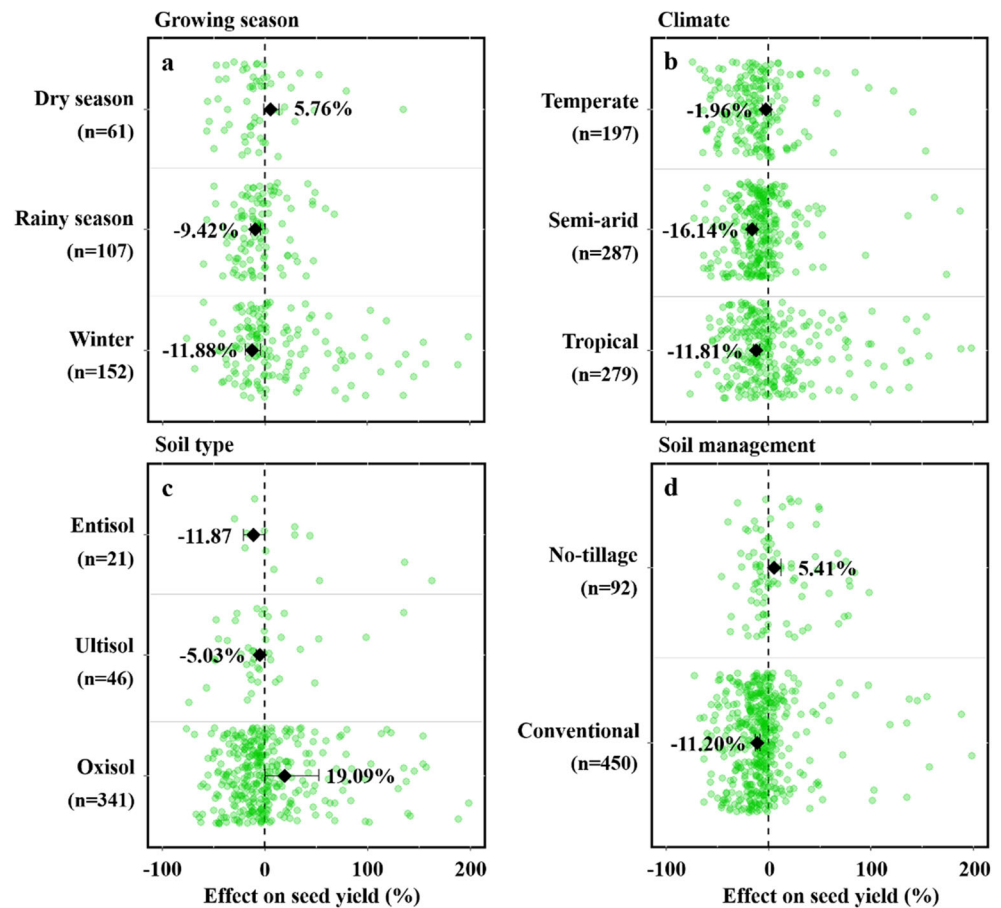 Growing season
a
Dry season
(n=61)
5.76%
Rainy season
(n=107)
-9.42%
Winter
(n=152)
-11.88%
Climate
b
Temperate
(n=197)
-1.96%
Semi-arid
(n=287)
-16.14%
Tropical
(n=279)
-11.81%
Soil type
c
Entisol
(n=21)
-11.87
Ultisol
(n=46)
-5.03%
Oxisol
(n=341)
19.09%
-100 0 100 200
Effect on seed yield (%)
Soil management
d
No-tillage
(n=92)
5.41%
Conventional
(n=450)
-11.20%
-100 0 100 200
Effect on seed yield (%)